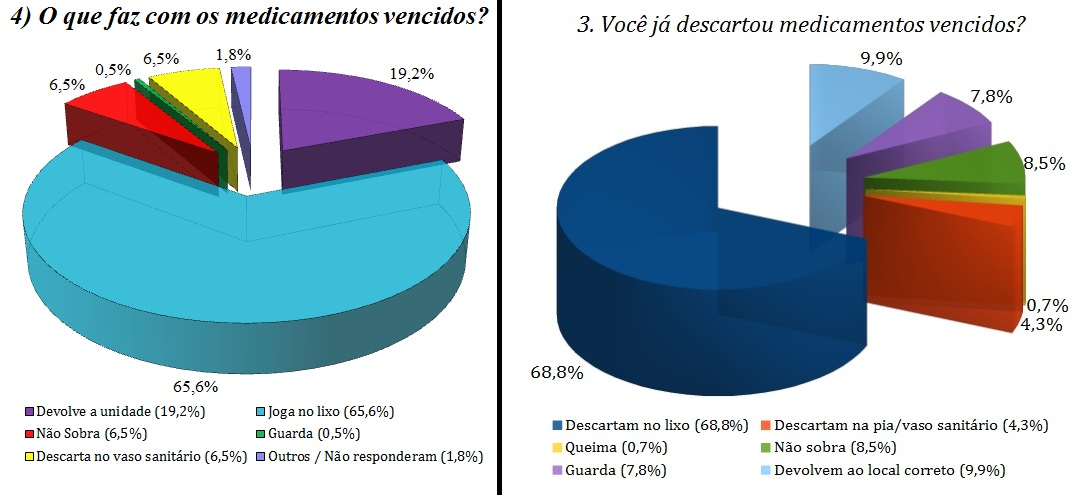 4) O que faz com os medicamentos vencidos?
6,5%
0,5%
6,5%
1,8%
19,2%
65,6%
Devolve a unidade (19,2%)
Joga no lixo (65,6%)
Não Sobra (6,5%)
Guarda (0,5%)
Descarta no vaso sanitário (6,5%)
Outros / Não responderam (1,8%)
3. Você já descartou medicamentos vencidos?
9,9%
7,8%
8,5%
0,7%
4,3%
68,8%
Descartam no lixo (68,8%)
Descartam na pia/vaso sanitário (4,3%)
Queima (0,7%)
Não sobra (8,5%)
Guarda (7,8%)
Devolvem ao local correto (9,9%)